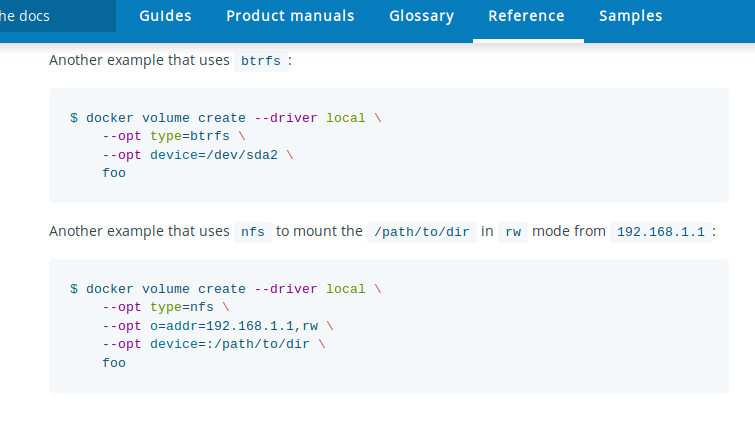 he docs
Guides Product manuals Glossary Reference Samples
Another example that uses btrfs :
$ docker volume create --driver local \
--opt type=btrfs \
--opt device=/dev/sda2 \
foo
Another example that uses nfs to mount the /path/to/dir in rw mode from 192.168.1.1 :
$ docker volume create --driver local \
--opt type=nfs \
--opt o=addr=192.168.1.1,rw \
--opt device=:/path/to/dir \
foo